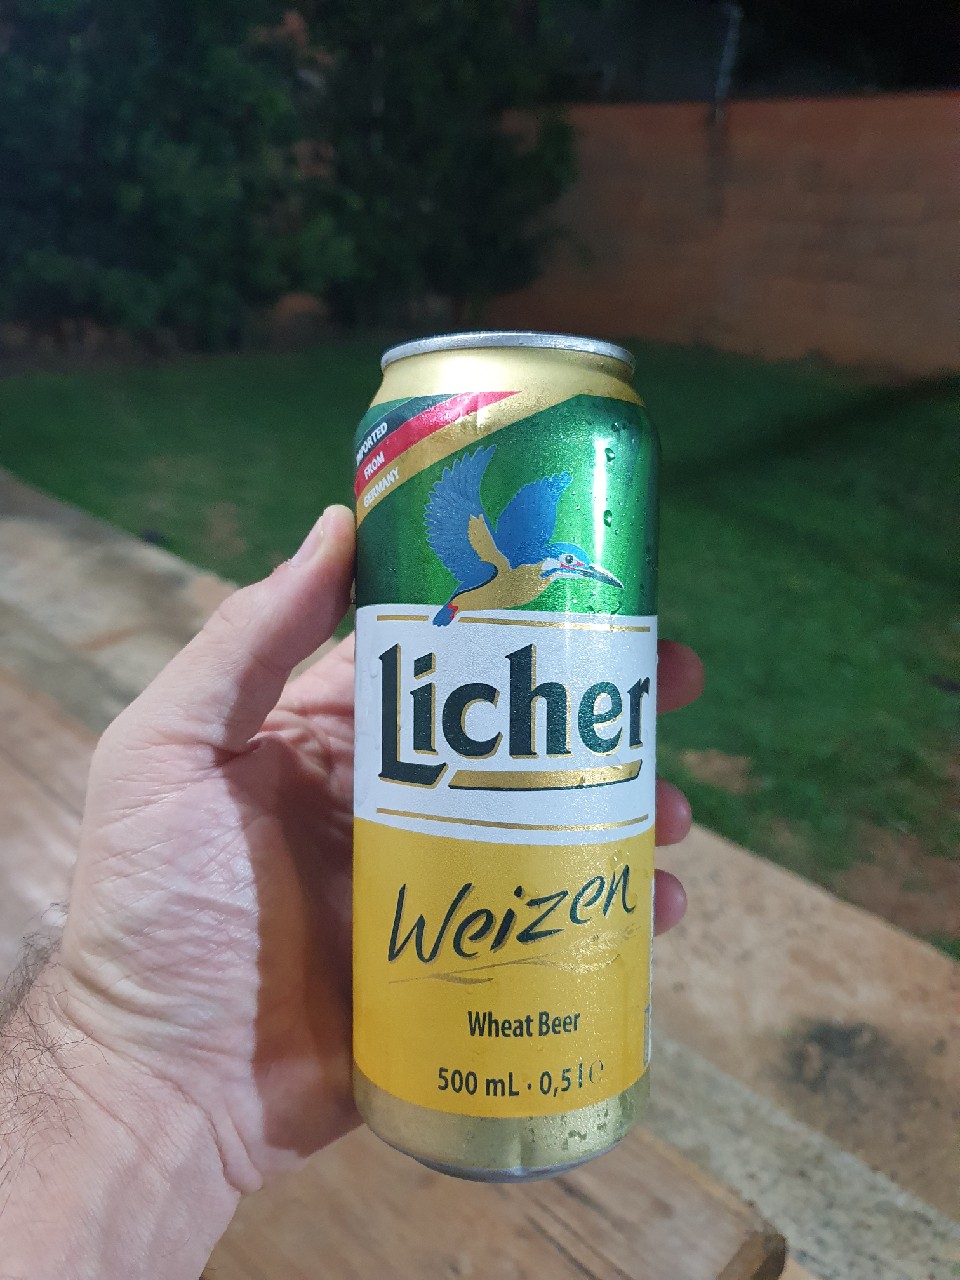 IMPORTED
FROM
GERMANY
Licher
Weizen
Wheat Beer
500 mL · 0,5 l ℮